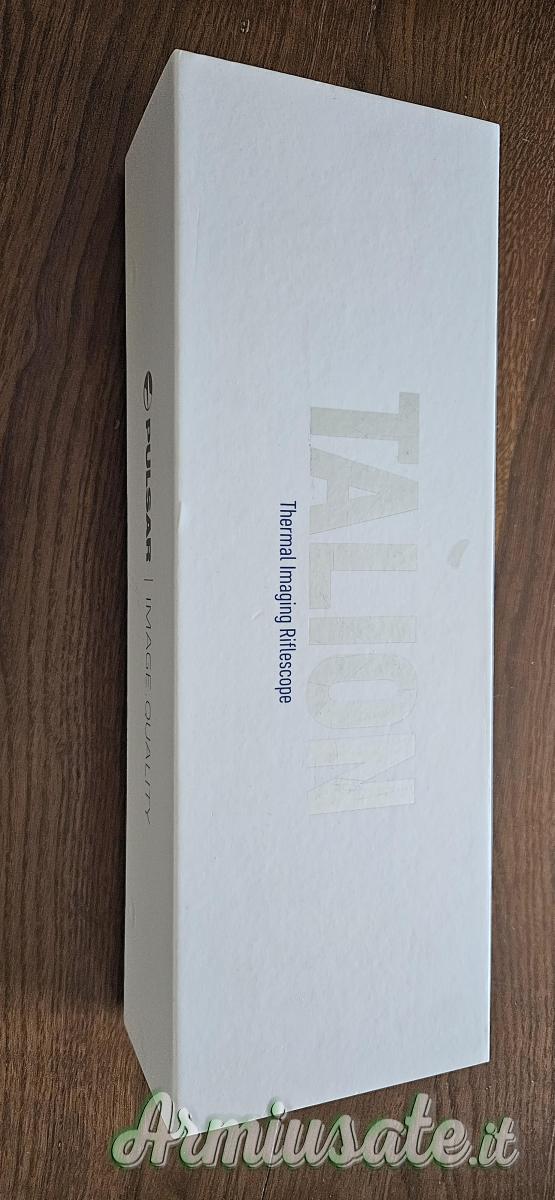 TALION
Thermal Imaging Riflescope
PULSAR | IMAGE QUALITY
Armiusate.it